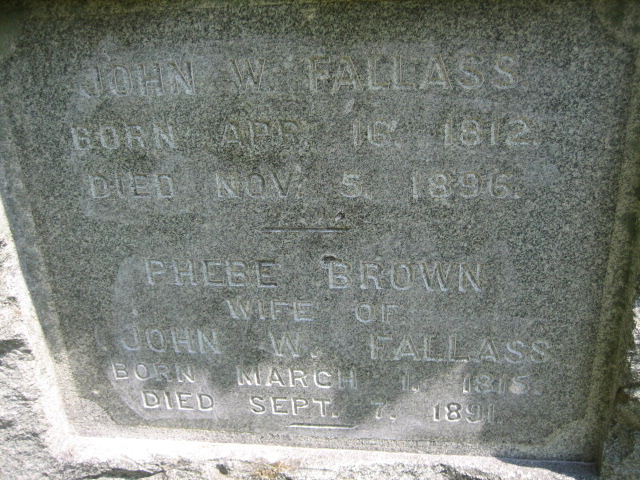 JOHN W. FALLASS
BORN APR. 16. 1812.
DIED NOV. 5. 1896.
PHEBE BROWN
WIFE OF
JOHN W. FALLASS
BORN MARCH 1. 1815.
DIED SEPT. 7. 1891